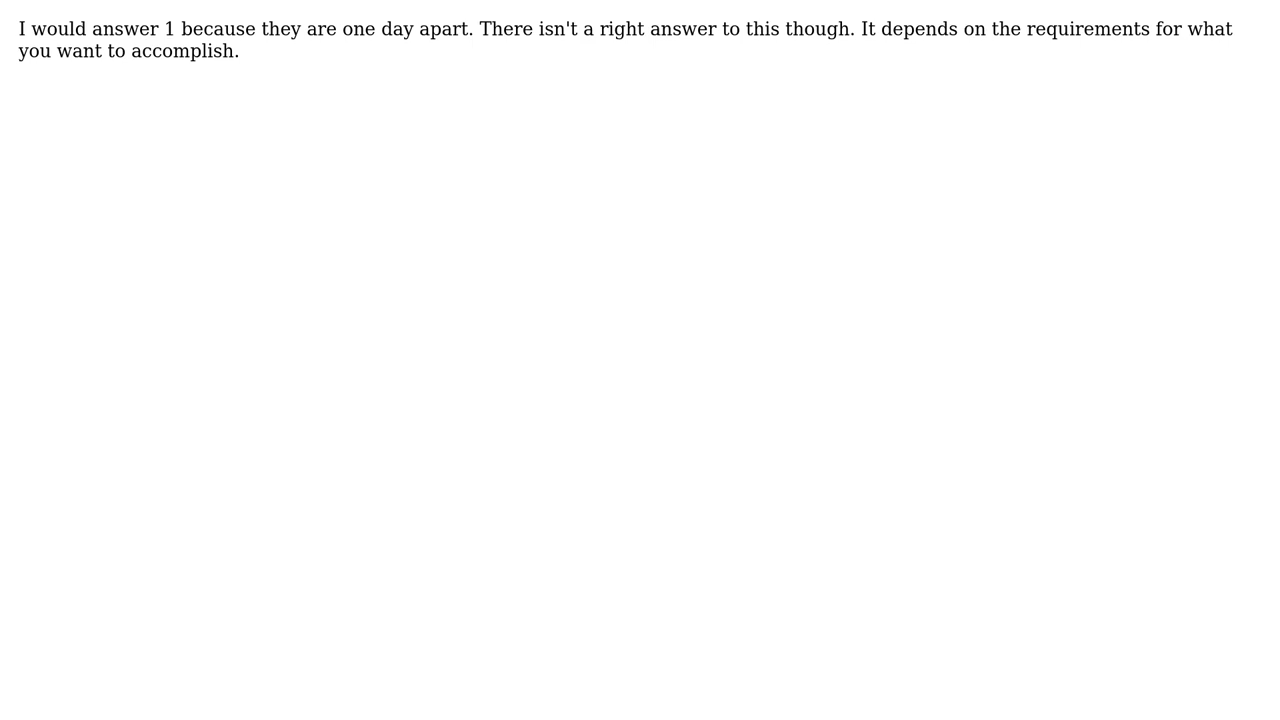 I would answer 1 because they are one day apart. There isn't a right answer to this though. It depends on the requirements for what
you want to accomplish.